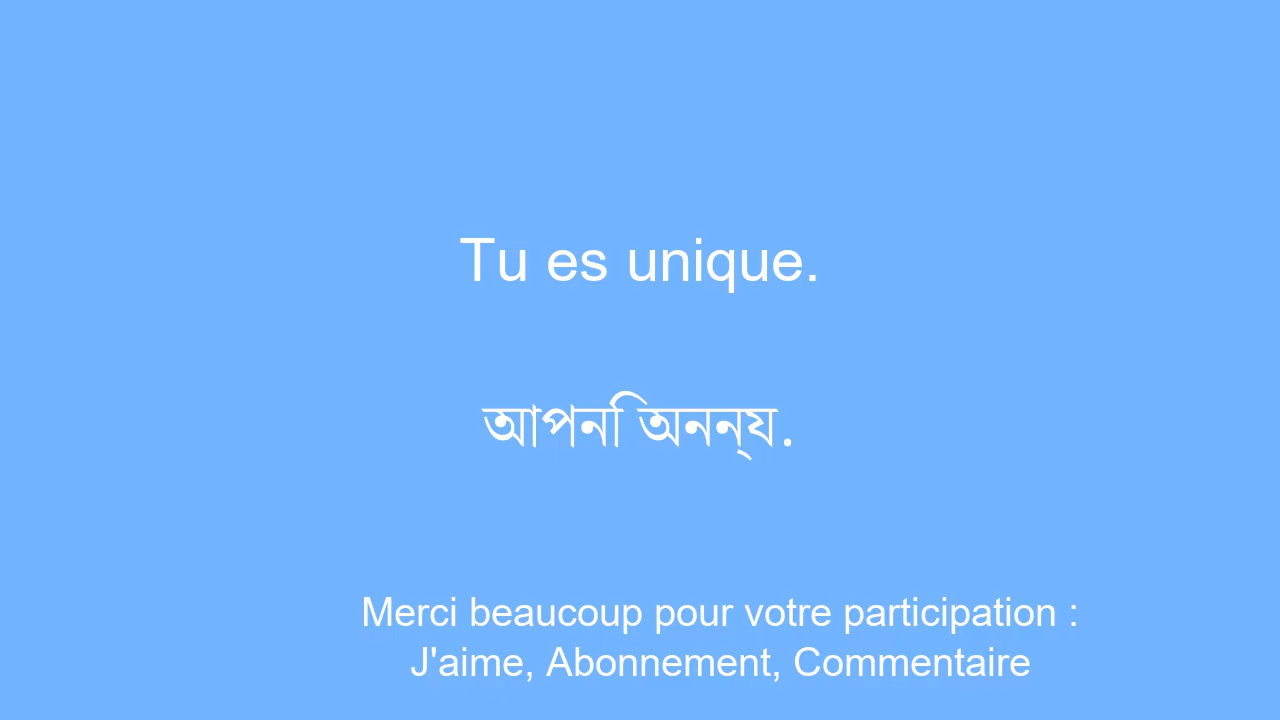 Tu es unique.
আপনি অনন্য.
Merci beaucoup pour votre participation :
J'aime, Abonnement, Commentaire